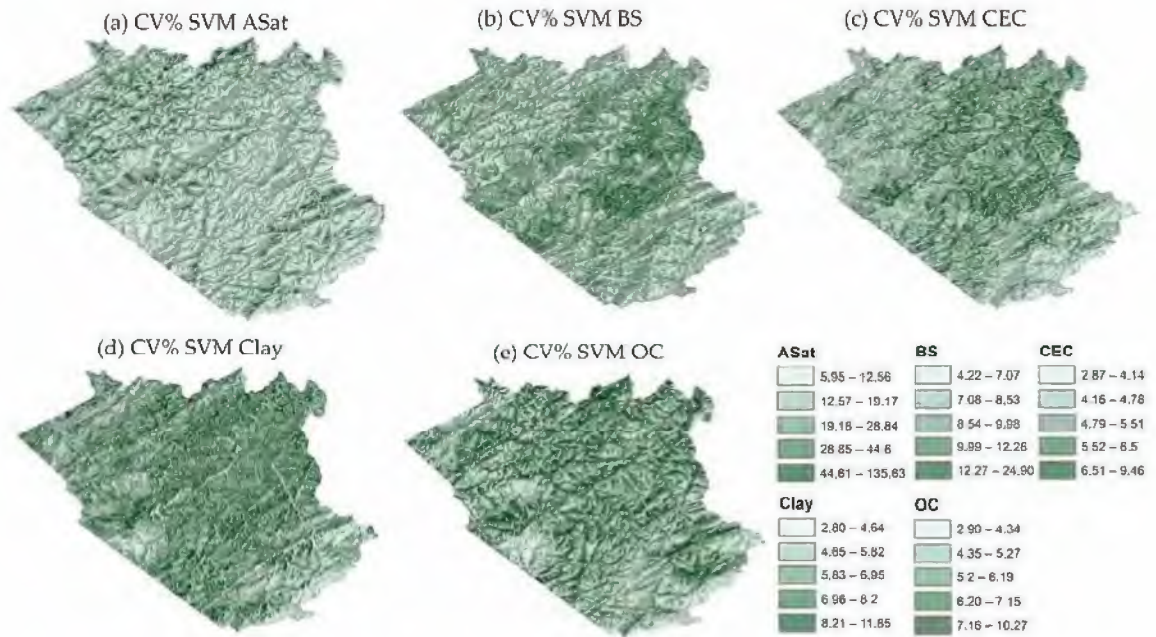 (a) CV% SVM ASat
(b) CV% SVM BS
(c) CV% SVM CEC
(d) CV% SVM Clay
(e) CV% SVM OC
ASat
5.95 – 12.56
12.57 – 19.17
19.18 – 28.84
28.85 – 44.6
44.61 – 135.63
BS
4.22 – 7.07
7.08 – 8.53
8.54 – 9.98
9.99 – 12.26
12.27 – 24.90
CEC
2.87 – 4.14
4.16 – 4.78
4.79 – 5.51
5.52 – 6.5
6.51 – 9.46
Clay
2.80 – 4.64
4.65 – 5.82
5.83 – 6.95
6.96 – 8.2
8.21 – 11.85
OC
2.90 – 4.34
4.35 – 5.27
5.2 – 6.19
6.20 – 7.15
7.16 – 10.27